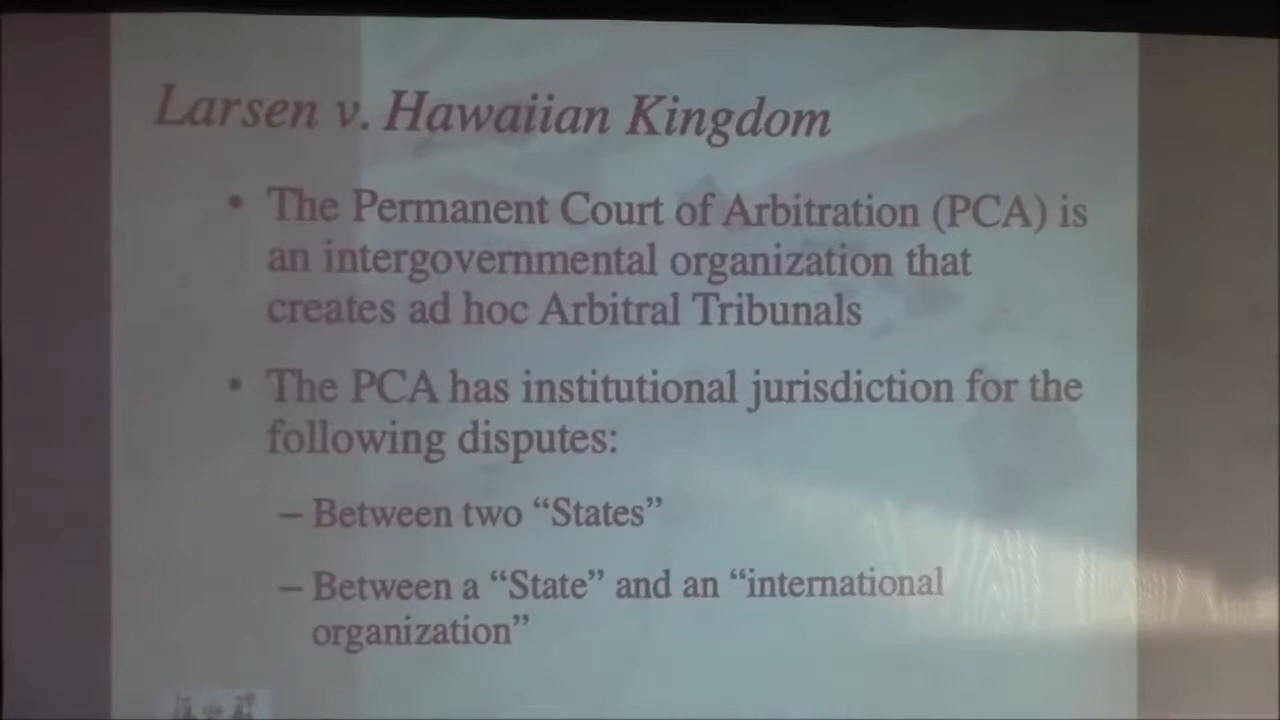 Larsen v. Hawaiian Kingdom
• The Permanent Court of Arbitration (PCA) is
an intergovernmental organization that
creates ad hoc Arbitral Tribunals
• The PCA has institutional jurisdiction for the
following disputes:
– Between two “States”
– Between a “State” and an “international
organization”